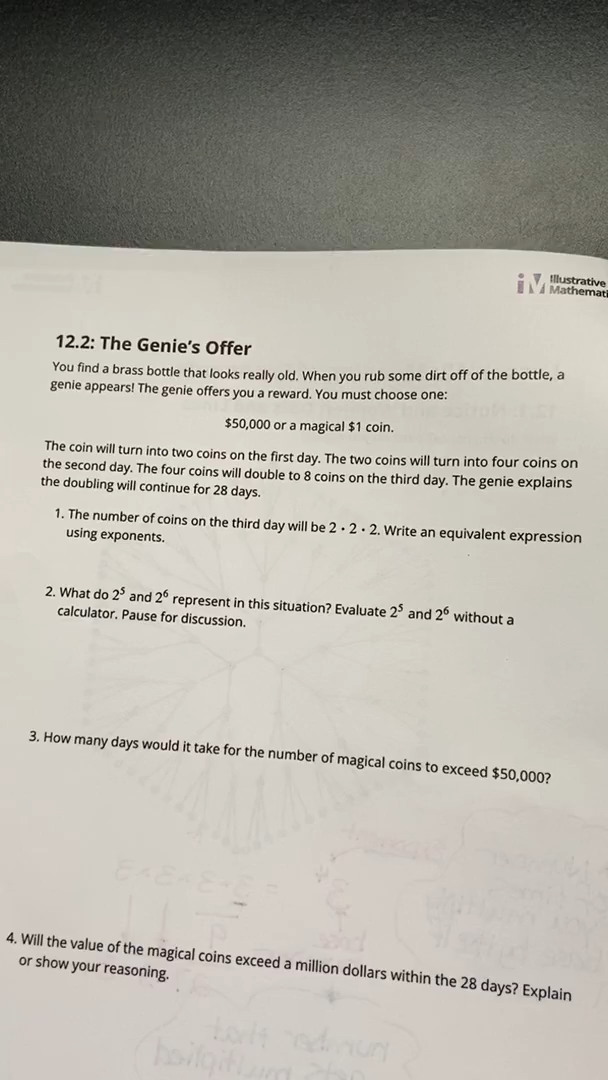 Illustrative
12.2: The Genie's Offer
You find a brass bottle that looks really old. When you rub some dirt off of the bottle, a
genie appears! The genie offers you a reward. You must choose one:
$50,000 or a magical $1 coin.
The coin will turn into two coins on the first day. The two coins will turn into four coins on
the second day. The four coins will double to 8 coins on the third day. The genie explains
the doubling will continue for 28 days.
1. The number of coins on the third day will be 2 · 2 · 2. Write an equivalent expression
using exponents.
2. What do 2⁵ and 2⁶ represent in this situation? Evaluate 2⁵ and 2⁶ without a
calculator. Pause for discussion.
3. How many days would it take for the number of magical coins to exceed $50,000?
4. Will the value of the magical coins exceed a million dollars within the 28 days? Explain
or show your reasoning.